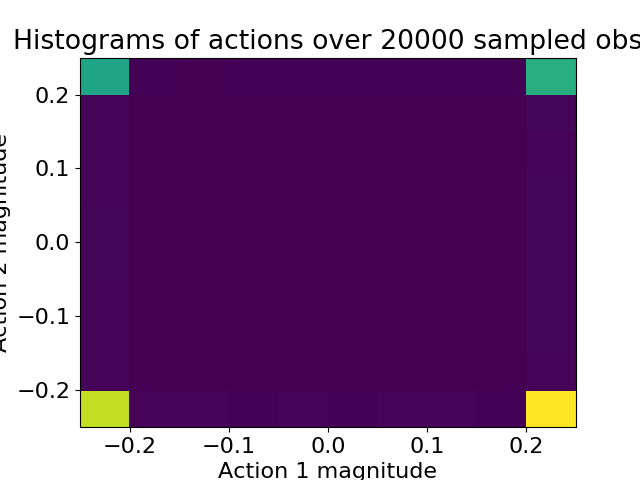 Histograms of actions over 20000 sampled obs
0.2
0.1
0.0
−0.1
−0.2
Action 2 magnitude
−0.2 −0.1 0.0 0.1 0.2
Action 1 magnitude